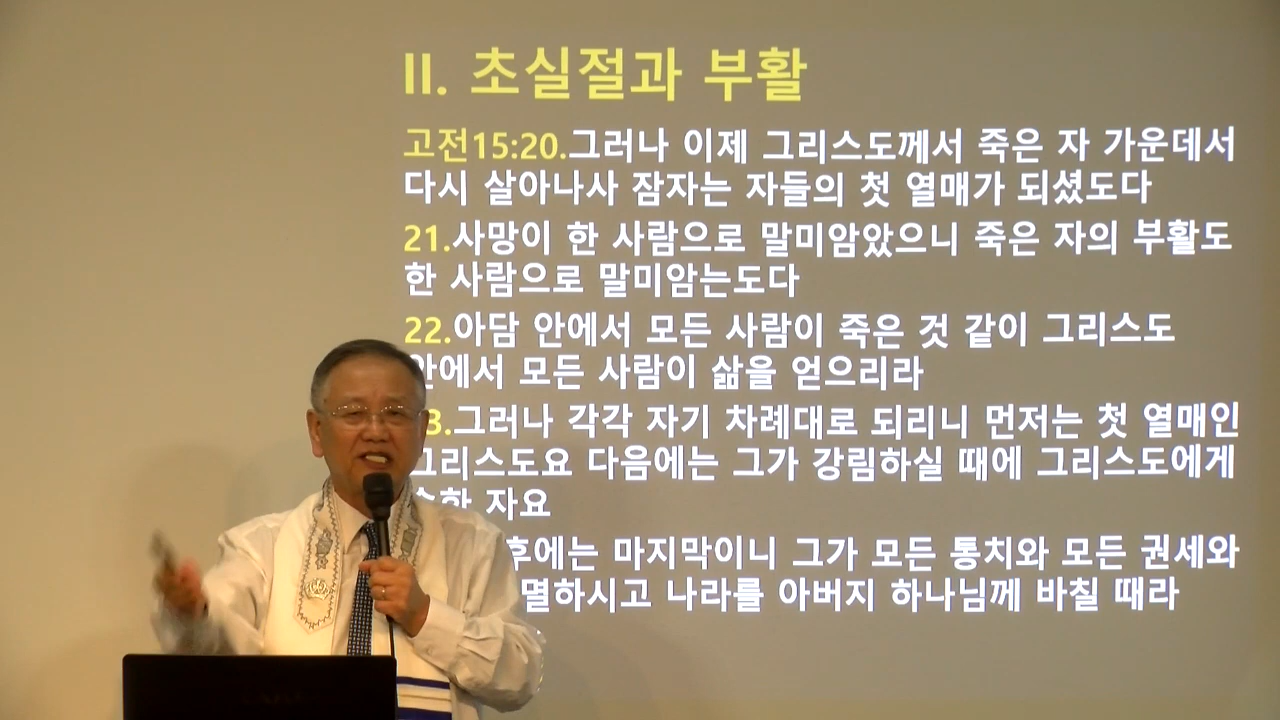 II. 초실절과 부활
고전15:20.그러나 이제 그리스도께서 죽은 자 가운데서
다시 살아나사 잠자는 자들의 첫 열매가 되셨도다
21.사망이 한 사람으로 말미암았으니 죽은 자의 부활도
한 사람으로 말미암는도다
22.아담 안에서 모든 사람이 죽은 것 같이 그리스도
안에서 모든 사람이 삶을 얻으리라
3.그러나 각각 자기 차례대로 되리니 먼저는 첫 열매인
그리스도요 다음에는 그가 강림하실 때에 그리스도에게
자요
후에는 마지막이니 그가 모든 통치와 모든 권세와
멸하시고 나라를 아버지 하나님께 바칠 때라